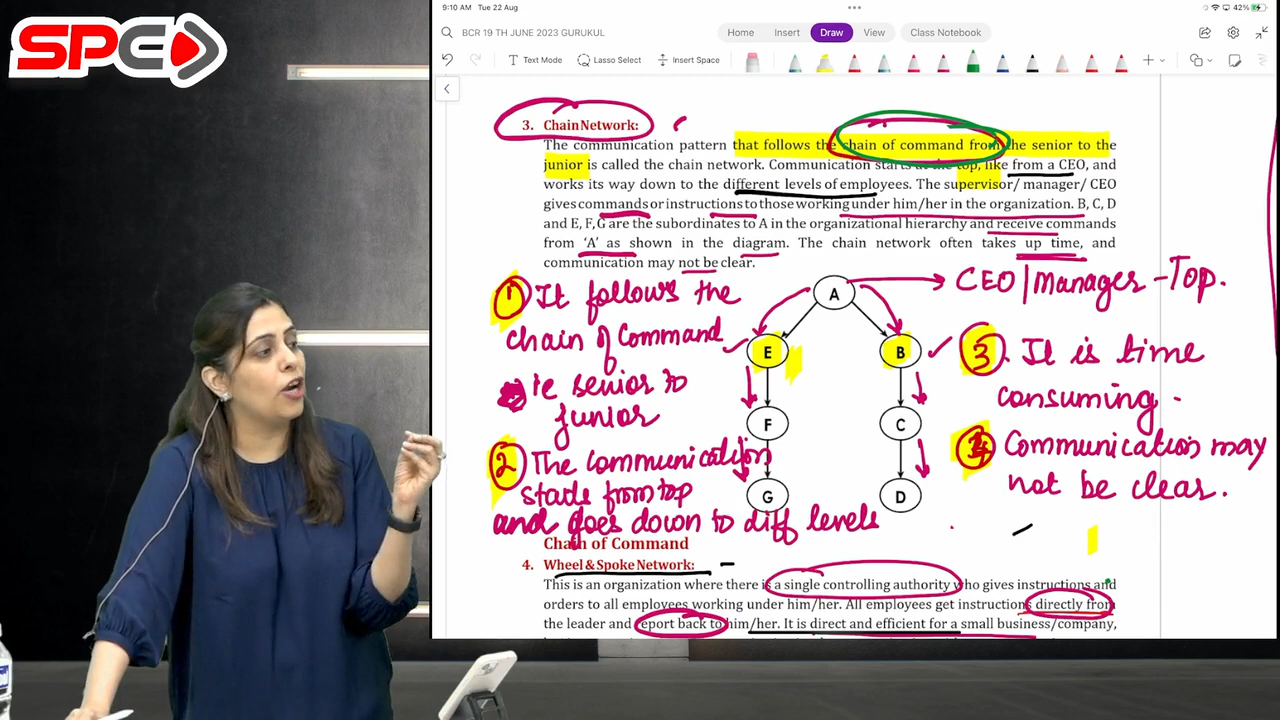 SPE
9:10 AM Tue 22 Aug
42%
BCR 19 TH JUNE 2023 GURUKUL
Home Insert Draw View Class Notebook
Text Mode Lasso Select Insert Space
3. Chain Network:
The communication pattern that follows the chain of command from the senior to the
junior is called the chain network. Communication starts at the top, like from a CEO, and
works its way down to the different levels of employees. The supervisor/ manager/ CEO
gives commands or instructions to those working under him/her in the organization. B, C, D
and E, F, G are the subordinates to A in the organizational hierarchy and receive commands
from 'A' as shown in the diagram. The chain network often takes up time, and
communication may not be clear.
1 It follows the
chain of Command
ie senior to
junior
2 The communication
starts from top
and goes down to diff levels
A
CEO/Manager - Top.
E B
F C
G D
3. It is time
consuming.
4 Communication may
not be clear.
Chain of Command
4. Wheel & Spoke Network:
This is an organization where there is a single controlling authority who gives instructions and
orders to all employees working under him/her. All employees get instructions directly from
the leader and report back to him/her. It is direct and efficient for a small business/company,